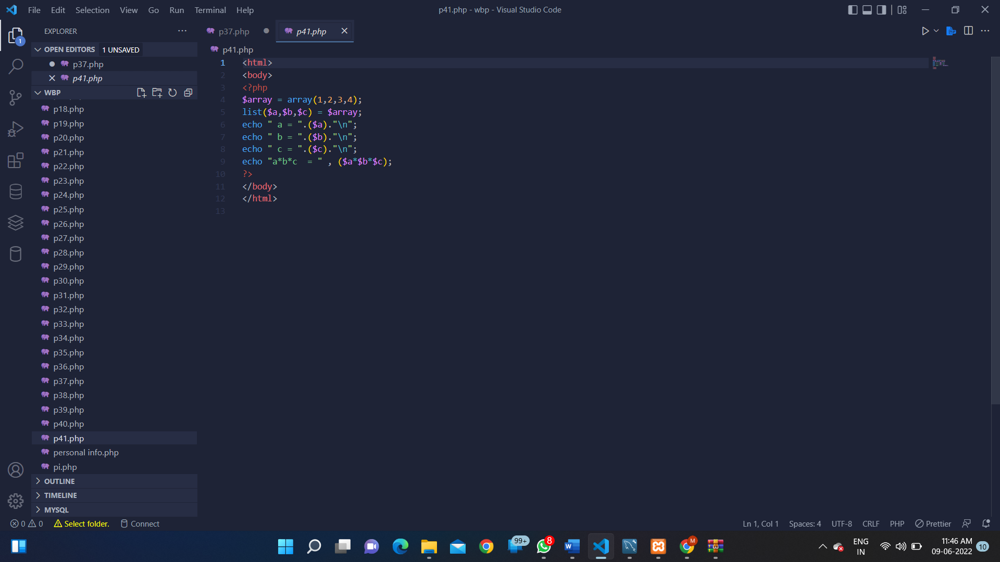 File Edit Selection View Go Run Terminal Help
p41.php - wbp - Visual Studio Code
EXPLORER
OPEN EDITORS 1 UNSAVED
p37.php
p41.php
WBP
p18.php
p19.php
p20.php
p21.php
p22.php
p23.php
p24.php
p25.php
p26.php
p27.php
p28.php
p29.php
p30.php
p31.php
p32.php
p33.php
p34.php
p35.php
p36.php
p37.php
p38.php
p39.php
p40.php
p41.php
personal info.php
pi.php
OUTLINE
TIMELINE
MYSQL
1
p37.php p41.php
p41.php
1 <html>
2 <body>
3 <?php
4 $array = array(1,2,3,4);
5 list($a,$b,$c) = $array;
6 echo " a = ".($a)."\n";
7 echo " b = ".($b)."\n";
8 echo " c = ".($c)."\n";
9 echo "a*b*c  = " , ($a*$b*$c);
10 ?>
11 </body>
12 </html>
13
0 0 Select folder. Connect
Ln 1, Col 1 Spaces: 4 UTF-8 CRLF PHP Prettier
99+ 8 M
ENG
IN
11:46 AM
09-06-2022
10